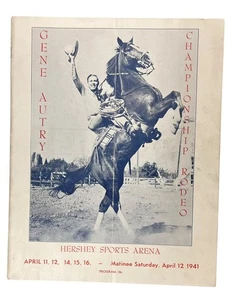 GENE AUTRY
CHAMPIONSHIP RODEO
HERSHEY SPORTS ARENA
APRIL 11, 12, 14, 15, 16. – Matinee Saturday, April 12 1941